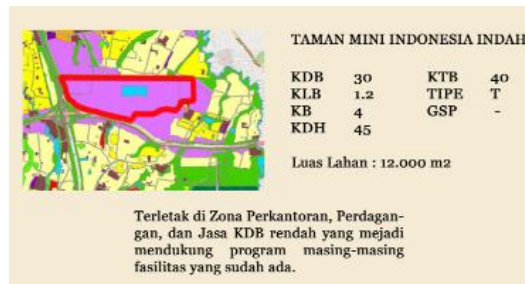 TAMAN MINI INDONESIA INDAH
KDB 30 KTB 40
KLB 1.2 TIPE T
KB 4 GSP -
KDH 45
Luas Lahan : 12.000 m2
Terletak di Zona Perkantoran, Perdagan-
gan, dan Jasa KDB rendah yang mejadi
mendukung program masing-masing
fasilitas yang sudah ada.